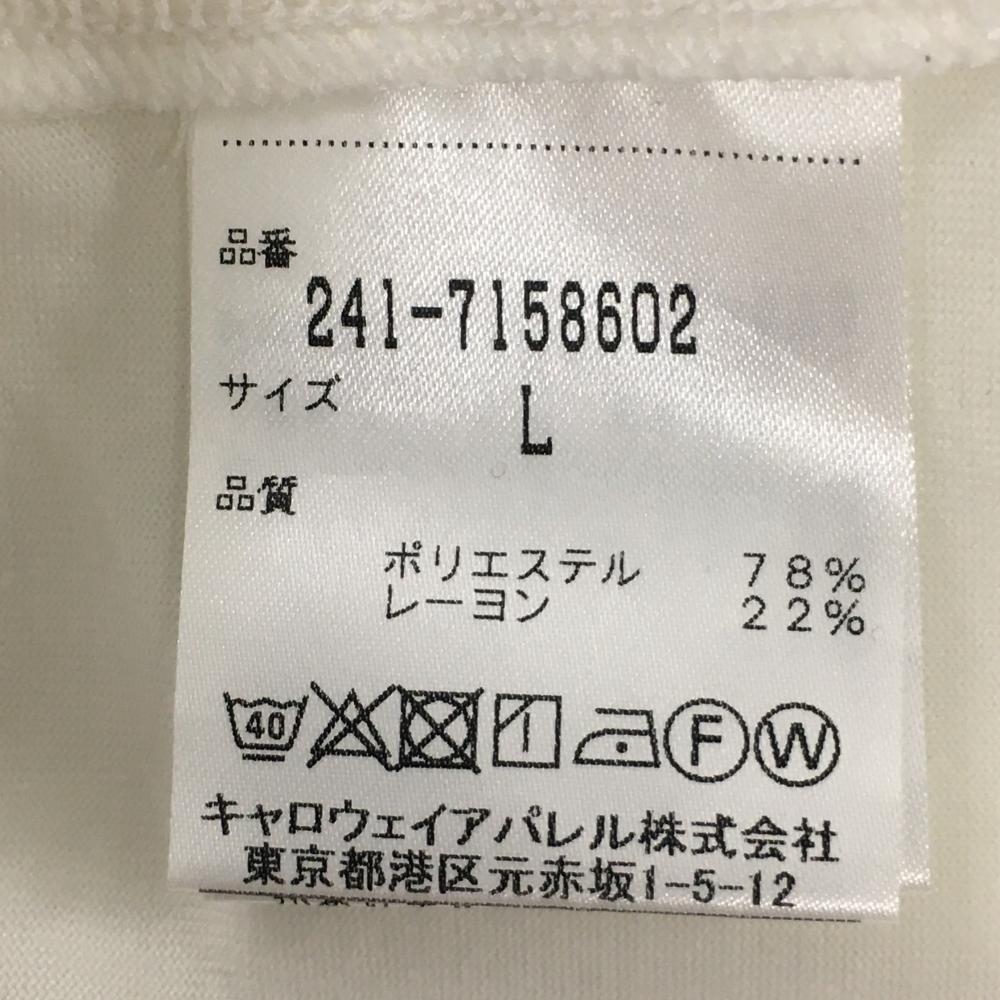 品番
241-7158602
サイズ
L
品質
ポリエステル 78%
レーヨン 22%
40 F W
キャロウェイアパレル株式会社
東京都港区元赤坂1-5-12